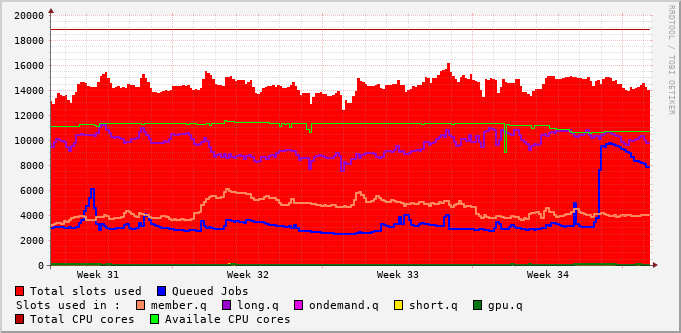 RRDTOOL / TOBI OETIKER
20000
18000
16000
14000
12000
10000
8000
6000
4000
2000
0
Week 31 Week 32 Week 33 Week 34
Total slots used Queued Jobs
Slots used in : member.q long.q ondemand.q short.q gpu.q
Total CPU cores Availale CPU cores